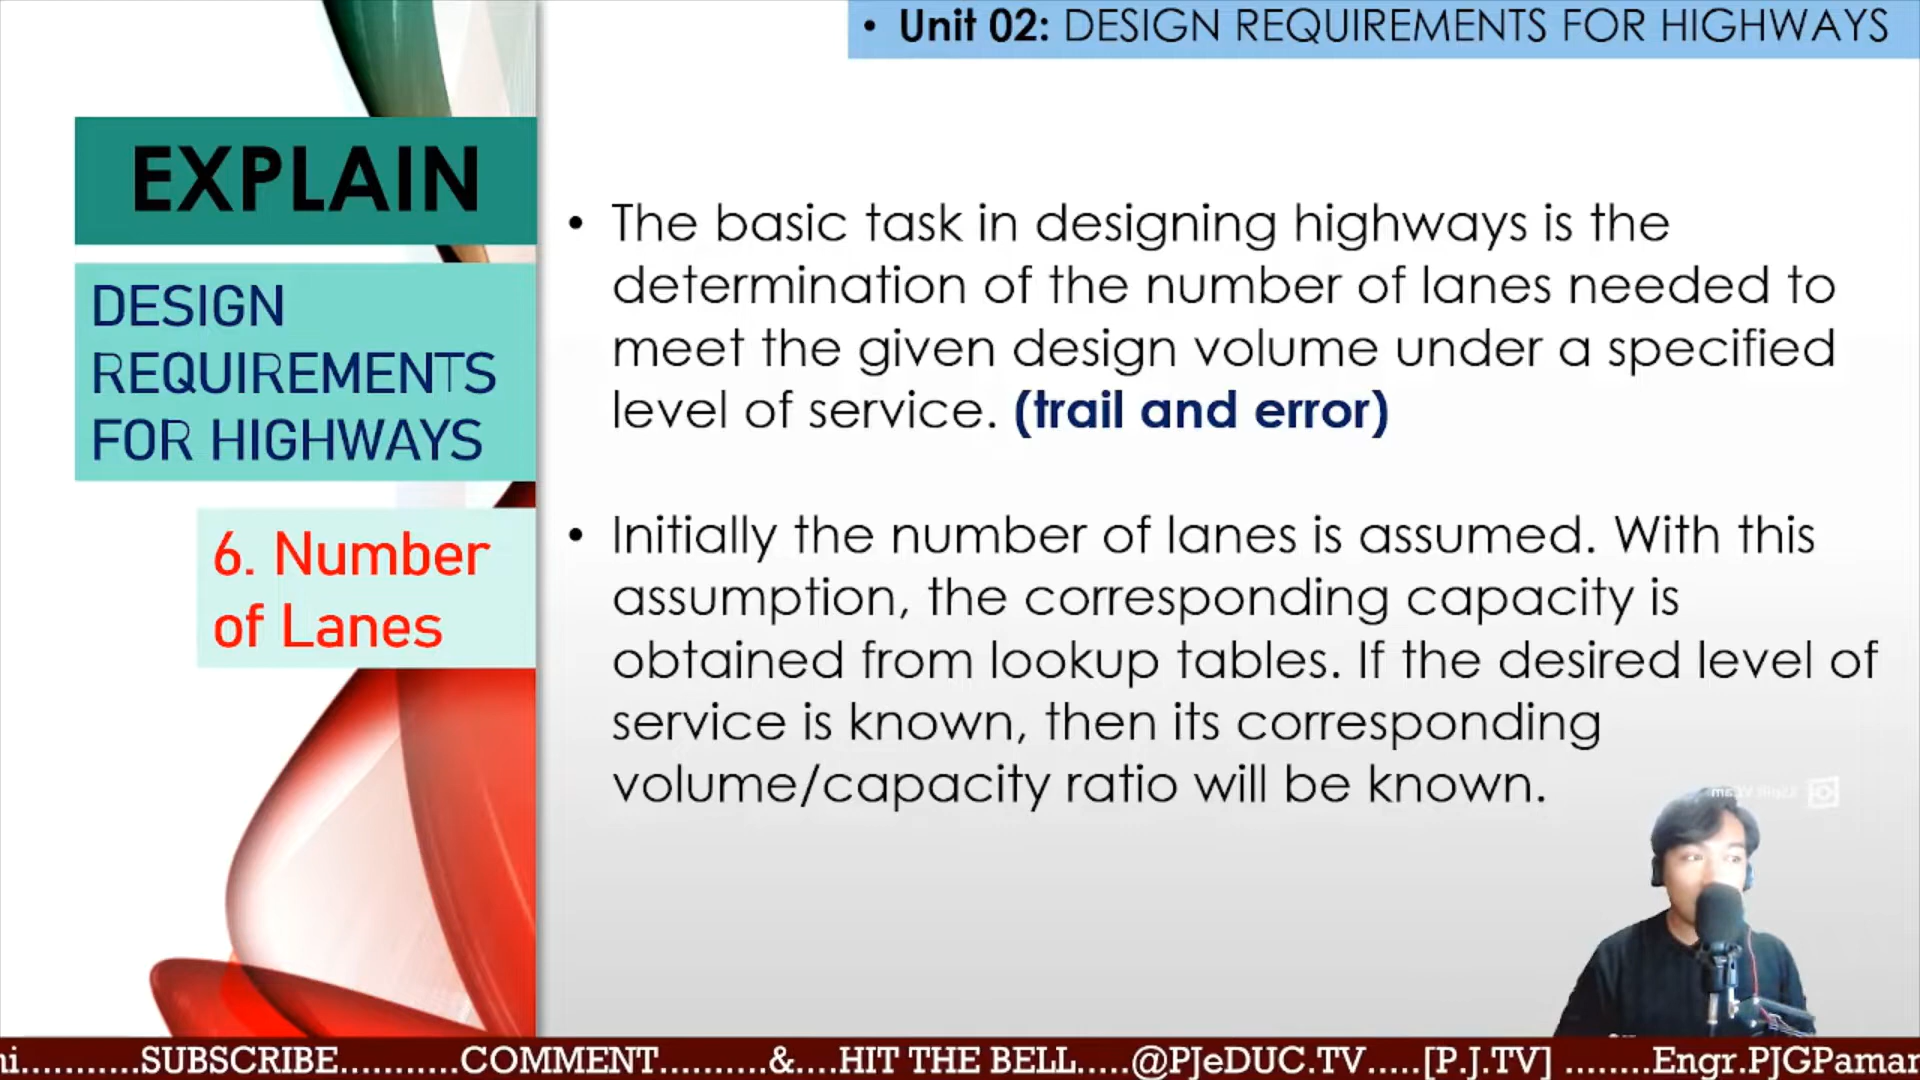 • Unit 02: DESIGN REQUIREMENTS FOR HIGHWAYS
EXPLAIN
DESIGN
REQUIREMENTS
FOR HIGHWAYS
6. Number
of Lanes
• The basic task in designing highways is the
determination of the number of lanes needed to
meet the given design volume under a specified
level of service. (trail and error)
• Initially the number of lanes is assumed. With this
assumption, the corresponding capacity is
obtained from lookup tables. If the desired level of
service is known, then its corresponding
volume/capacity ratio will be known.
ni...........SUBSCRIBE...........COMMENT..........&....HIT THE BELL.....@PJeDUC.TV.....[P.J.TV] ........Engr.PJGPamar